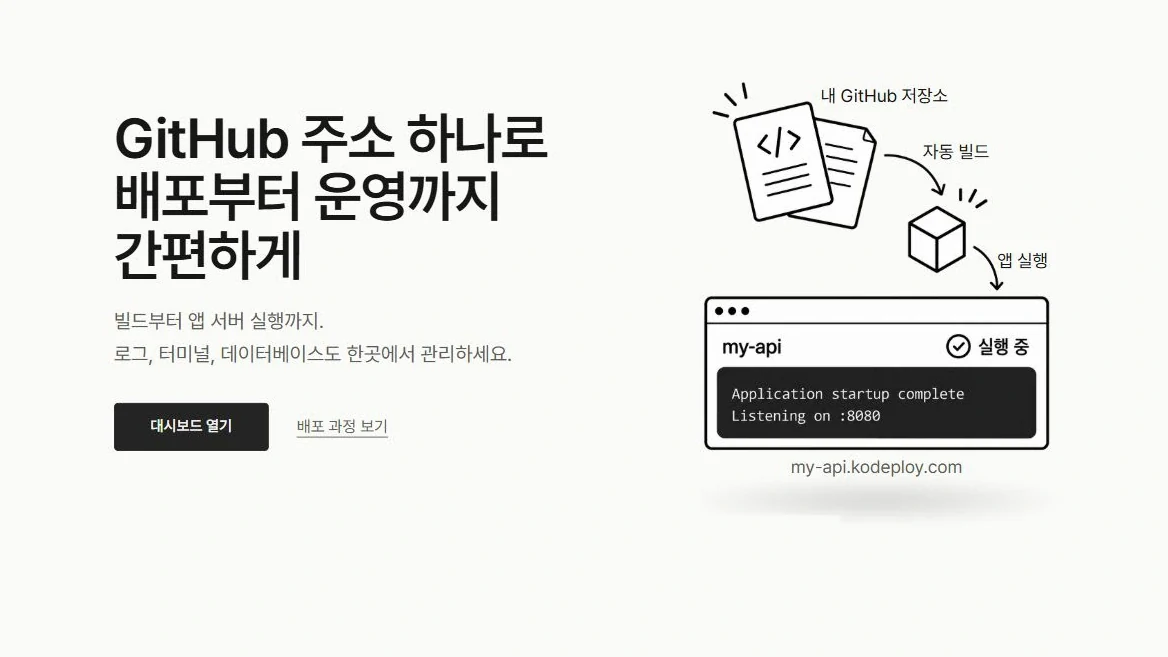 GitHub 주소 하나로
배포부터 운영까지
간편하게
빌드부터 앱 서버 실행까지.
로그, 터미널, 데이터베이스도 한곳에서 관리하세요.
대시보드 열기
배포 과정 보기
내 GitHub 저장소
</>
자동 빌드
앱 실행
my-api
실행 중
Application startup complete
Listening on :8080
my-api.kodeploy.com